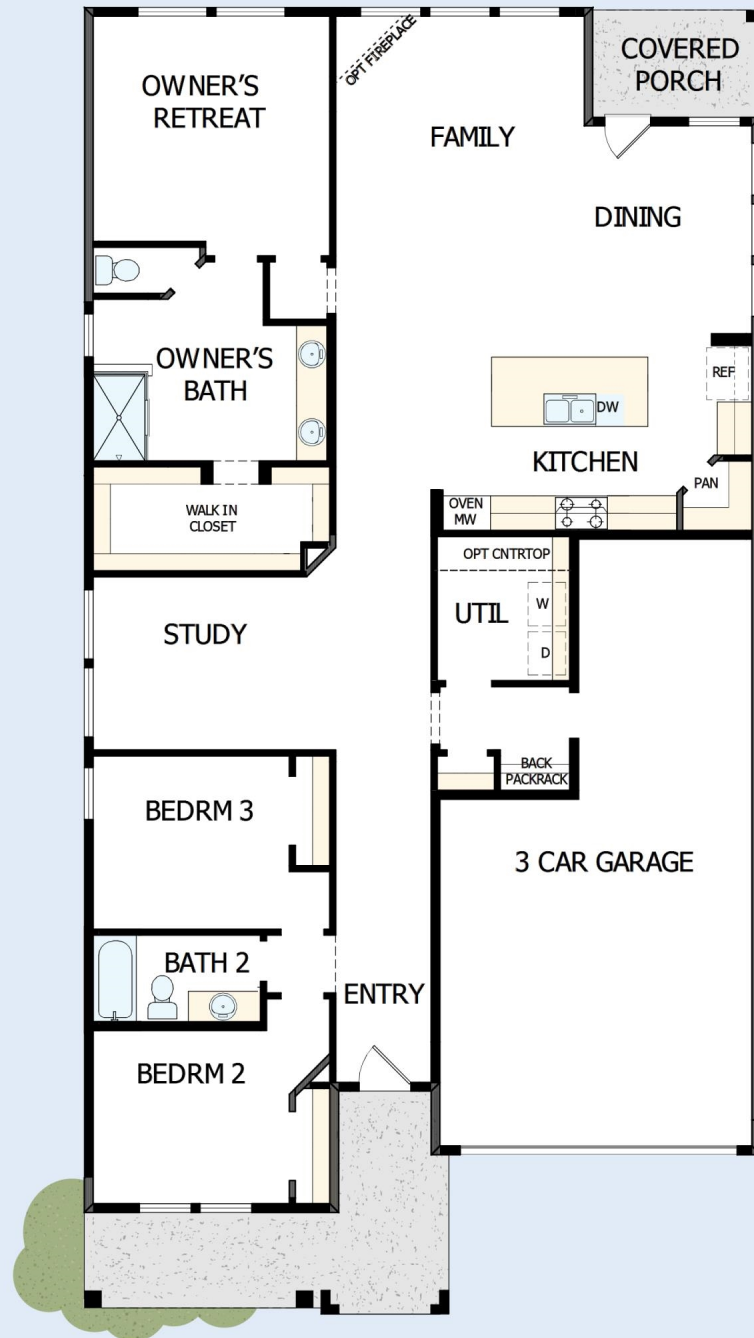 OWNER'S
RETREAT
OPT FIREPLACE
FAMILY
COVERED
PORCH
DINING
OWNER'S
BATH
REF
DW
KITCHEN
PAN
WALK IN
CLOSET
OVEN
MW
OPT CNTRTOP
UTIL
W
D
STUDY
BACK
PACKRACK
BEDRM 3
3 CAR GARAGE
BATH 2
ENTRY
BEDRM 2